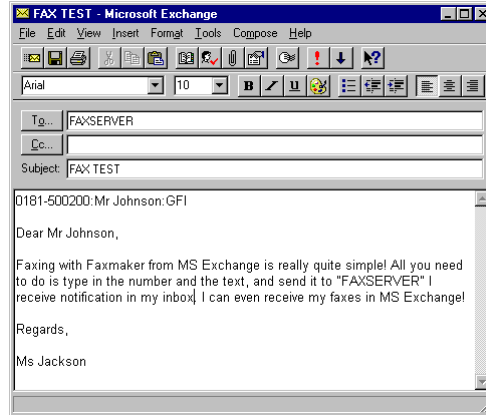 FAX TEST - Microsoft Exchange
File Edit View Insert Format Tools Compose Help
Arial 10 B I U
To... FAXSERVER
Cc...
Subject: FAX TEST
0181-500200:Mr Johnson:GFI
Dear Mr Johnson,
Faxing with Faxmaker from MS Exchange is really quite simple! All you need
to do is type in the number and the text, and send it to "FAXSERVER" I
receive notification in my inbox. I can even receive my faxes in MS Exchange!
Regards,
Ms Jackson